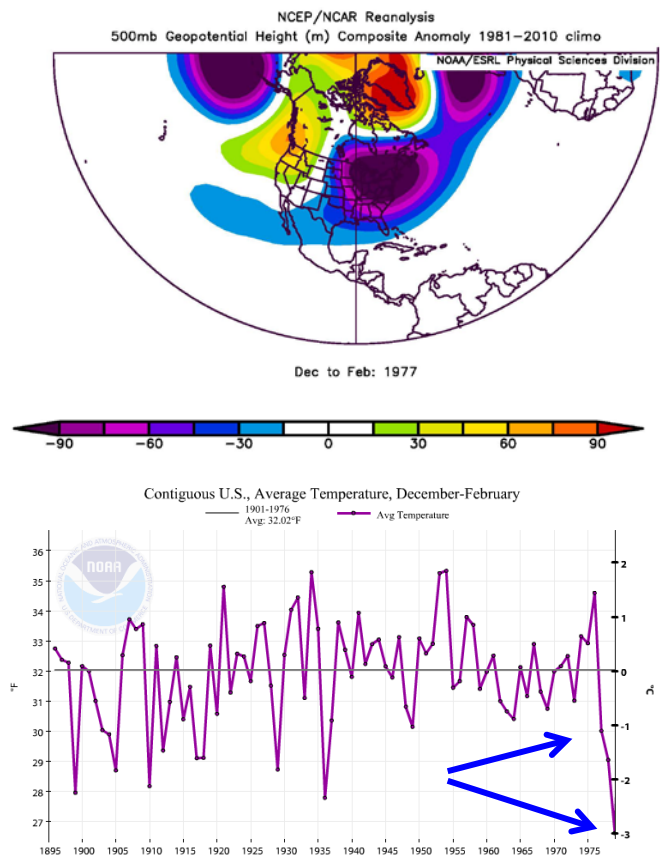 NCEP/NCAR Reanalysis
500mb Geopotential Height (m) Composite Anomaly 1981-2010 climo
NOAA/ESRL Physical Sciences Division
Dec to Feb: 1977
-90 -60 -30 0 30 60 90
Contiguous U.S., Average Temperature, December-February
1901-1976
Avg: 32.02°F
Avg Temperature
NOAA
36
35
34
33
32
31
30
29
28
27
°F
2
1
0
-1
-2
-3
°C
1895 1900 1905 1910 1915 1920 1925 1930 1935 1940 1945 1950 1955 1960 1965 1970 1975